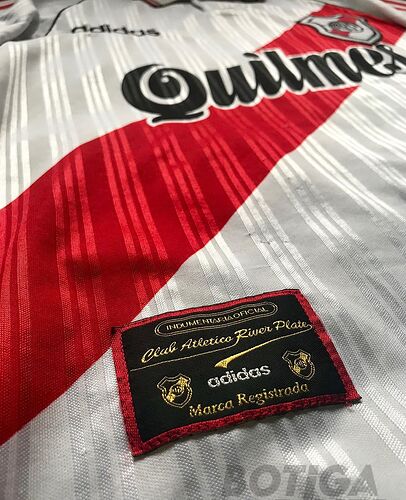 adidas
Quilmes
INDUMENTARIA OFICIAL
Club Atletico River Plate
adidas
Marca Registrada
BOTIGA